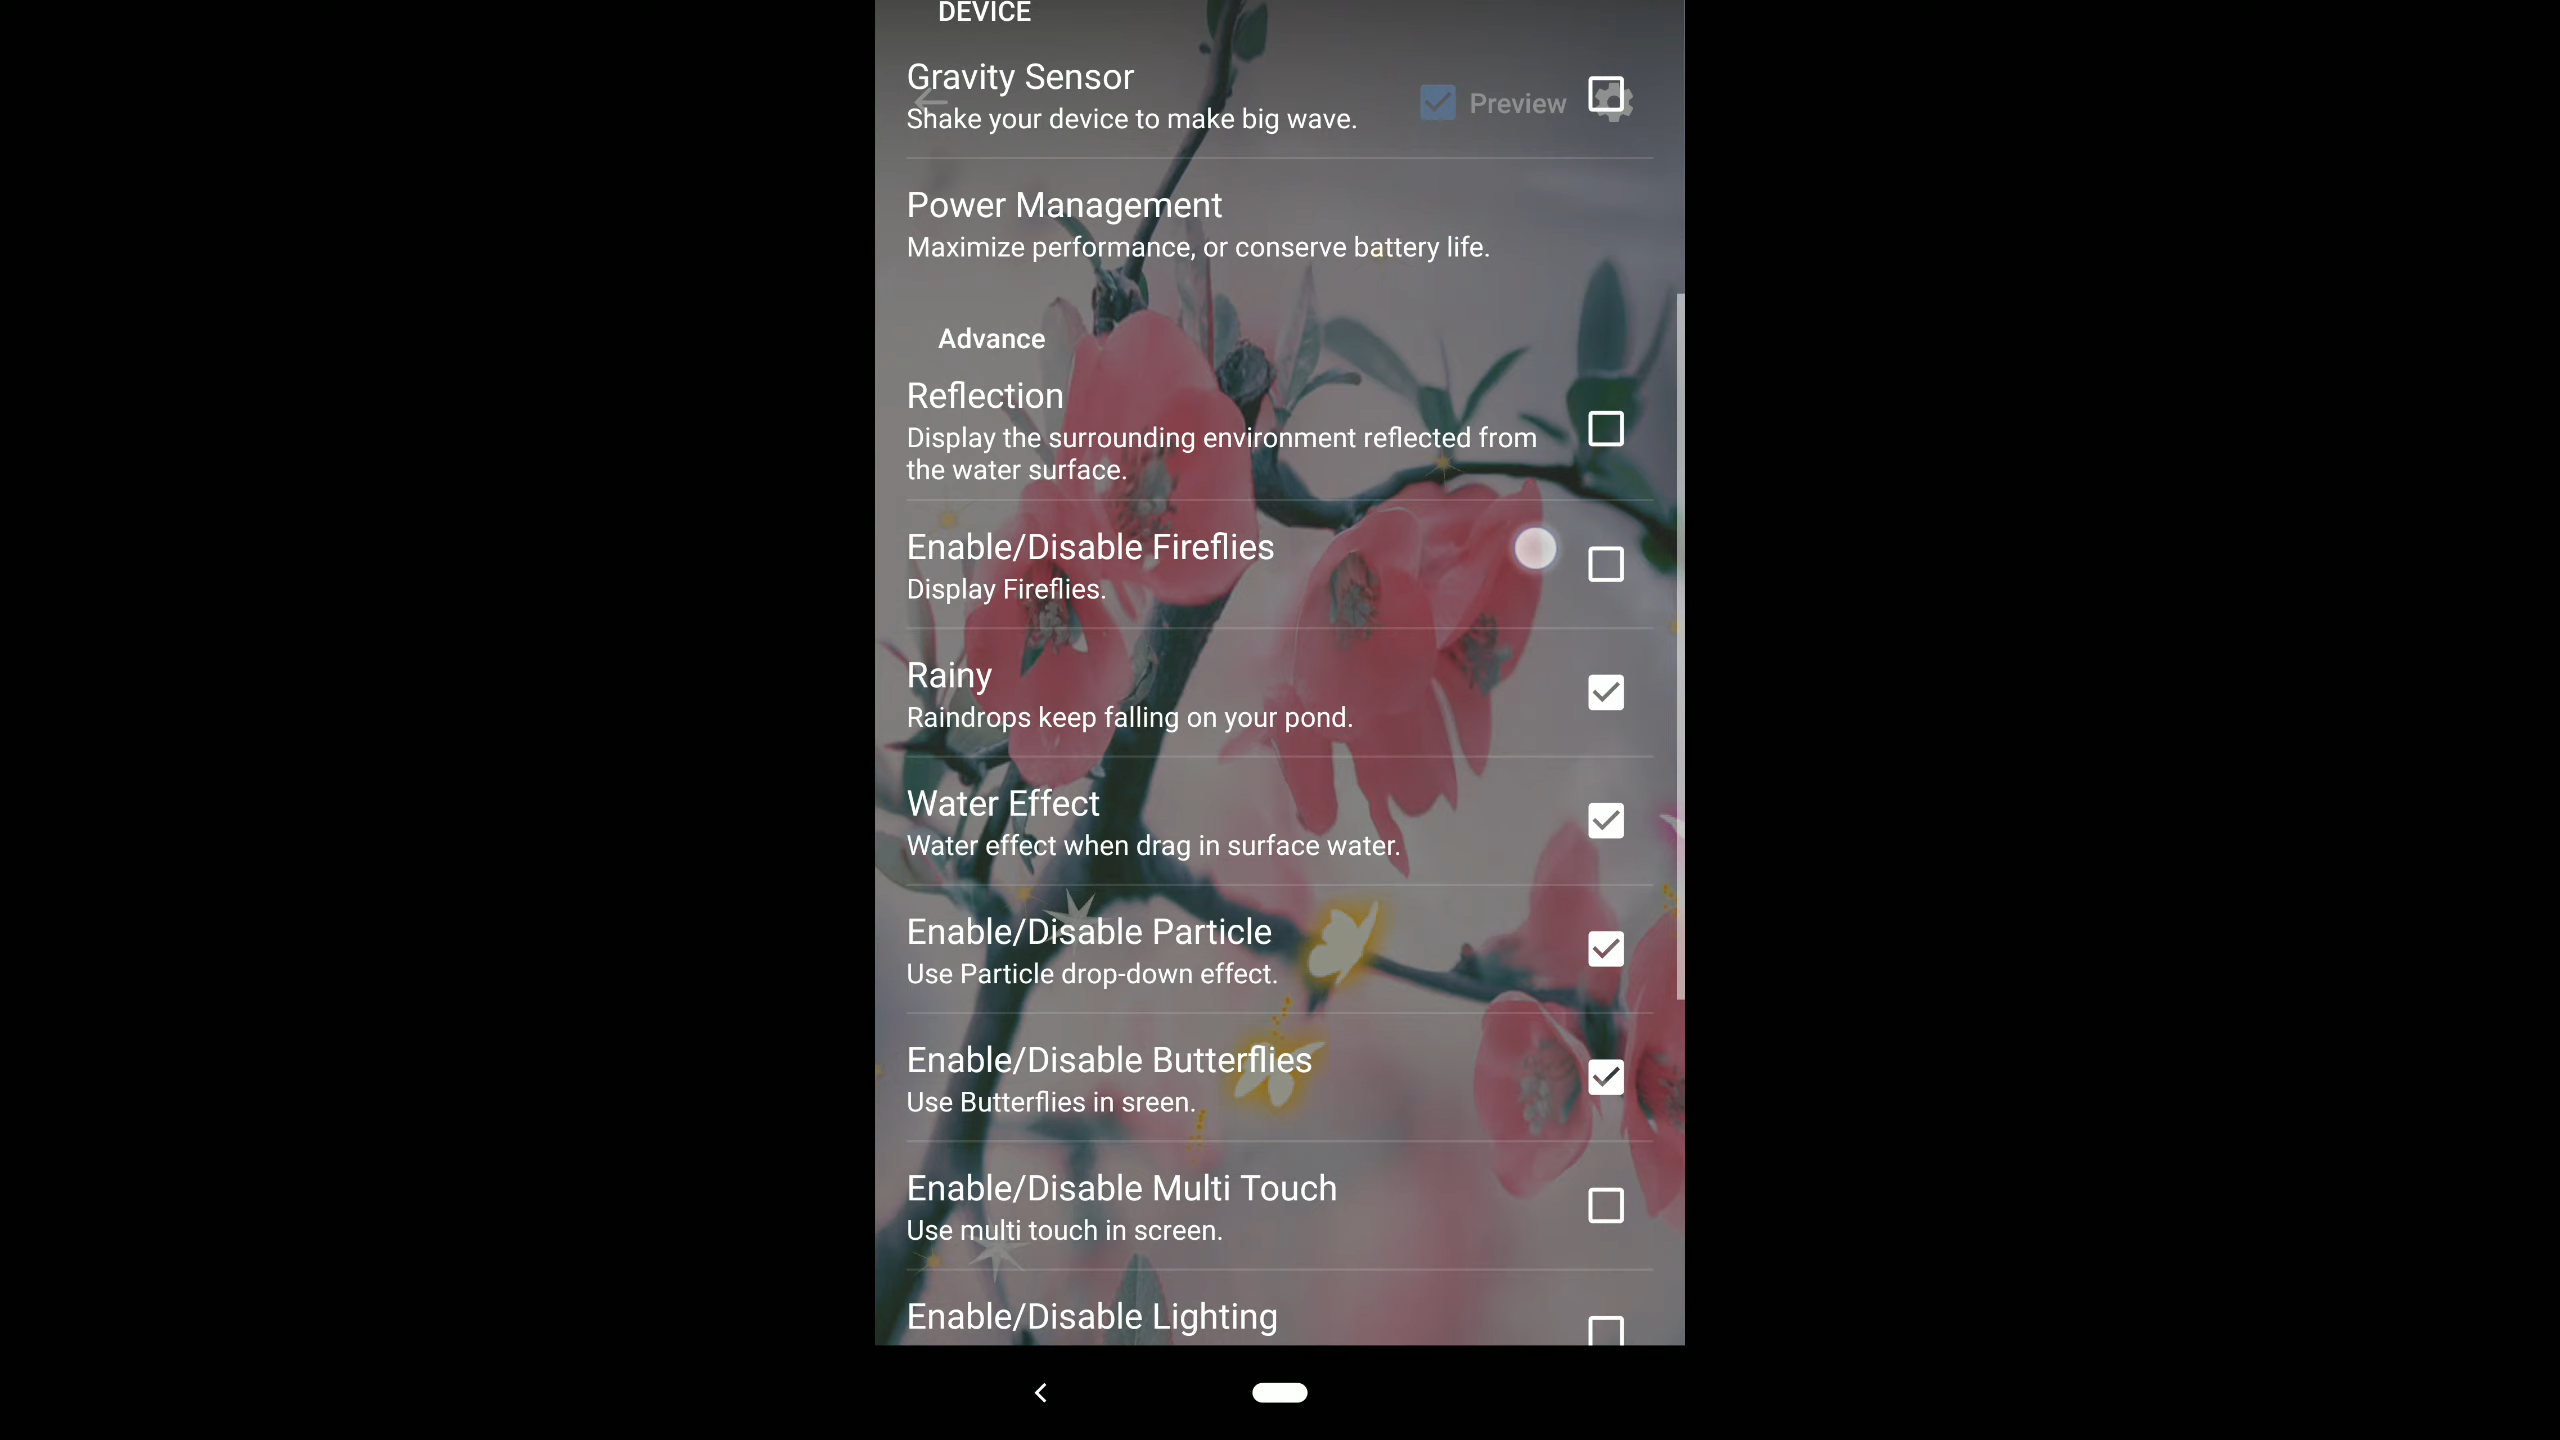 DEVICE
Gravity Sensor
Shake your device to make big wave.
Preview
Power Management
Maximize performance, or conserve battery life.
Advance
Reflection
Display the surrounding environment reflected from
the water surface.
Enable/Disable Fireflies
Display Fireflies.
Rainy
Raindrops keep falling on your pond.
Water Effect
Water effect when drag in surface water.
Enable/Disable Particle
Use Particle drop-down effect.
Enable/Disable Butterflies
Use Butterflies in sreen.
Enable/Disable Multi Touch
Use multi touch in screen.
Enable/Disable Lighting